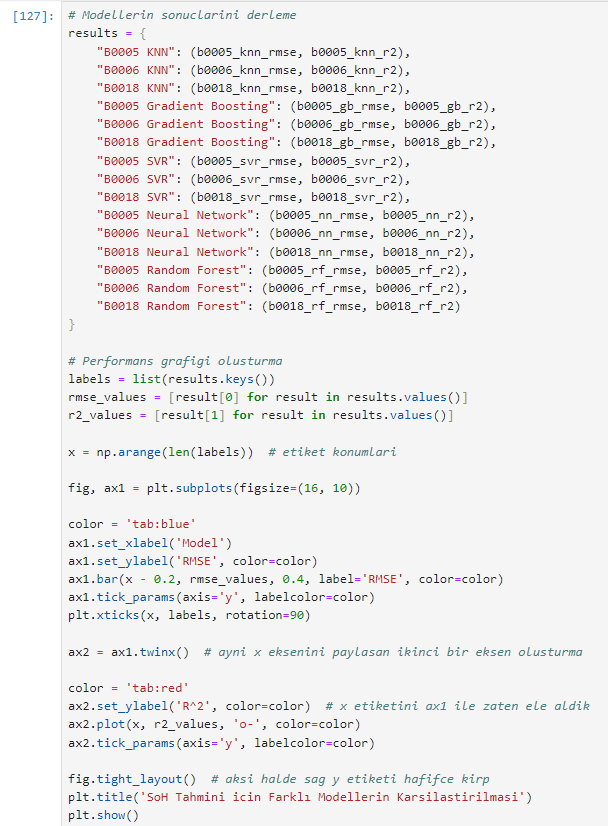 [127]: # Modellerin sonuclarini derleme
results = {
    "B0005 KNN": (b0005_knn_rmse, b0005_knn_r2),
    "B0006 KNN": (b0006_knn_rmse, b0006_knn_r2),
    "B0018 KNN": (b0018_knn_rmse, b0018_knn_r2),
    "B0005 Gradient Boosting": (b0005_gb_rmse, b0005_gb_r2),
    "B0006 Gradient Boosting": (b0006_gb_rmse, b0006_gb_r2),
    "B0018 Gradient Boosting": (b0018_gb_rmse, b0018_gb_r2),
    "B0005 SVR": (b0005_svr_rmse, b0005_svr_r2),
    "B0006 SVR": (b0006_svr_rmse, b0006_svr_r2),
    "B0018 SVR": (b0018_svr_rmse, b0018_svr_r2),
    "B0005 Neural Network": (b0005_nn_rmse, b0005_nn_r2),
    "B0006 Neural Network": (b0006_nn_rmse, b0006_nn_r2),
    "B0018 Neural Network": (b0018_nn_rmse, b0018_nn_r2),
    "B0005 Random Forest": (b0005_rf_rmse, b0005_rf_r2),
    "B0006 Random Forest": (b0006_rf_rmse, b0006_rf_r2),
    "B0018 Random Forest": (b0018_rf_rmse, b0018_rf_r2)
}

# Performans grafigi olusturma
labels = list(results.keys())
rmse_values = [result[0] for result in results.values()]
r2_values = [result[1] for result in results.values()]

x = np.arange(len(labels))  # etiket konumlari

fig, ax1 = plt.subplots(figsize=(16, 10))

color = 'tab:blue'
ax1.set_xlabel('Model')
ax1.set_ylabel('RMSE', color=color)
ax1.bar(x - 0.2, rmse_values, 0.4, label='RMSE', color=color)
ax1.tick_params(axis='y', labelcolor=color)
plt.xticks(x, labels, rotation=90)

ax2 = ax1.twinx()  # ayni x eksenini paylasan ikinci bir eksen olusturma

color = 'tab:red'
ax2.set_ylabel('R^2', color=color)  # x etiketini ax1 ile zaten ele aldik
ax2.plot(x, r2_values, 'o-', color=color)
ax2.tick_params(axis='y', labelcolor=color)

fig.tight_layout()  # aksi halde sag y etiketi hafifce kirp
plt.title('SoH Tahmini icin Farklı Modellerin Karsilastirilmasi')
plt.show()